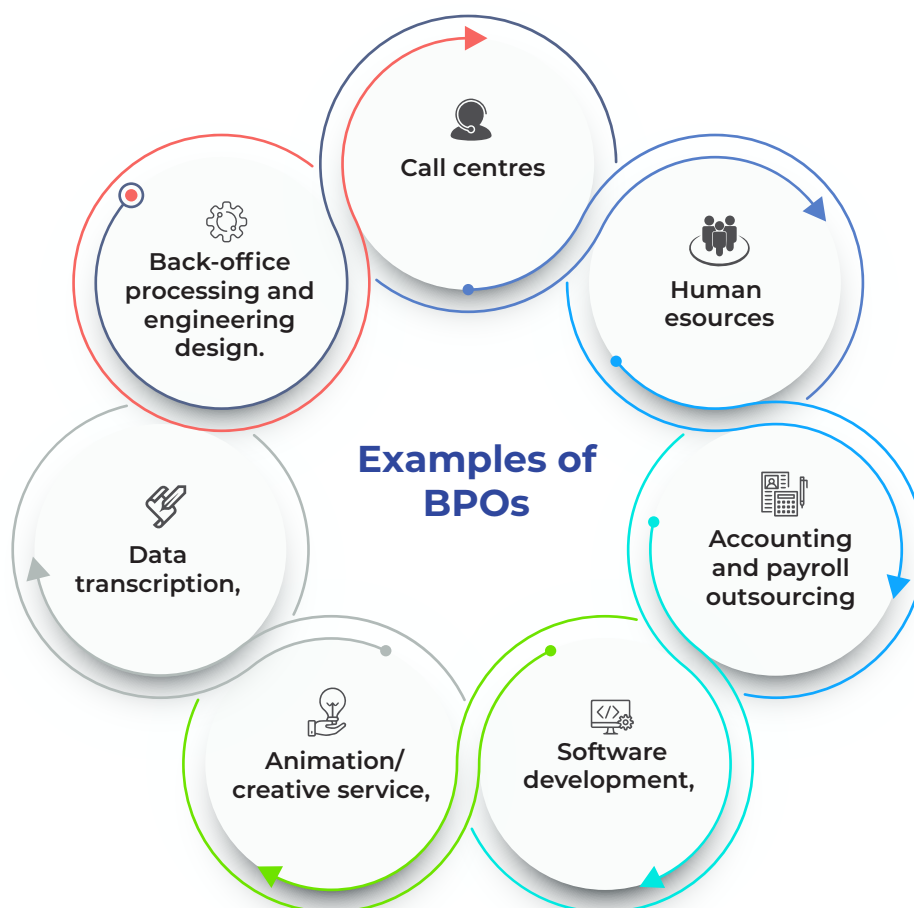 Call centres
Human
esources
Accounting
and payroll
outsourcing
Software
development,
Animation/
creative service,
Data
transcription,
Back-office
processing and
engineering
design.
Examples of
BPOs